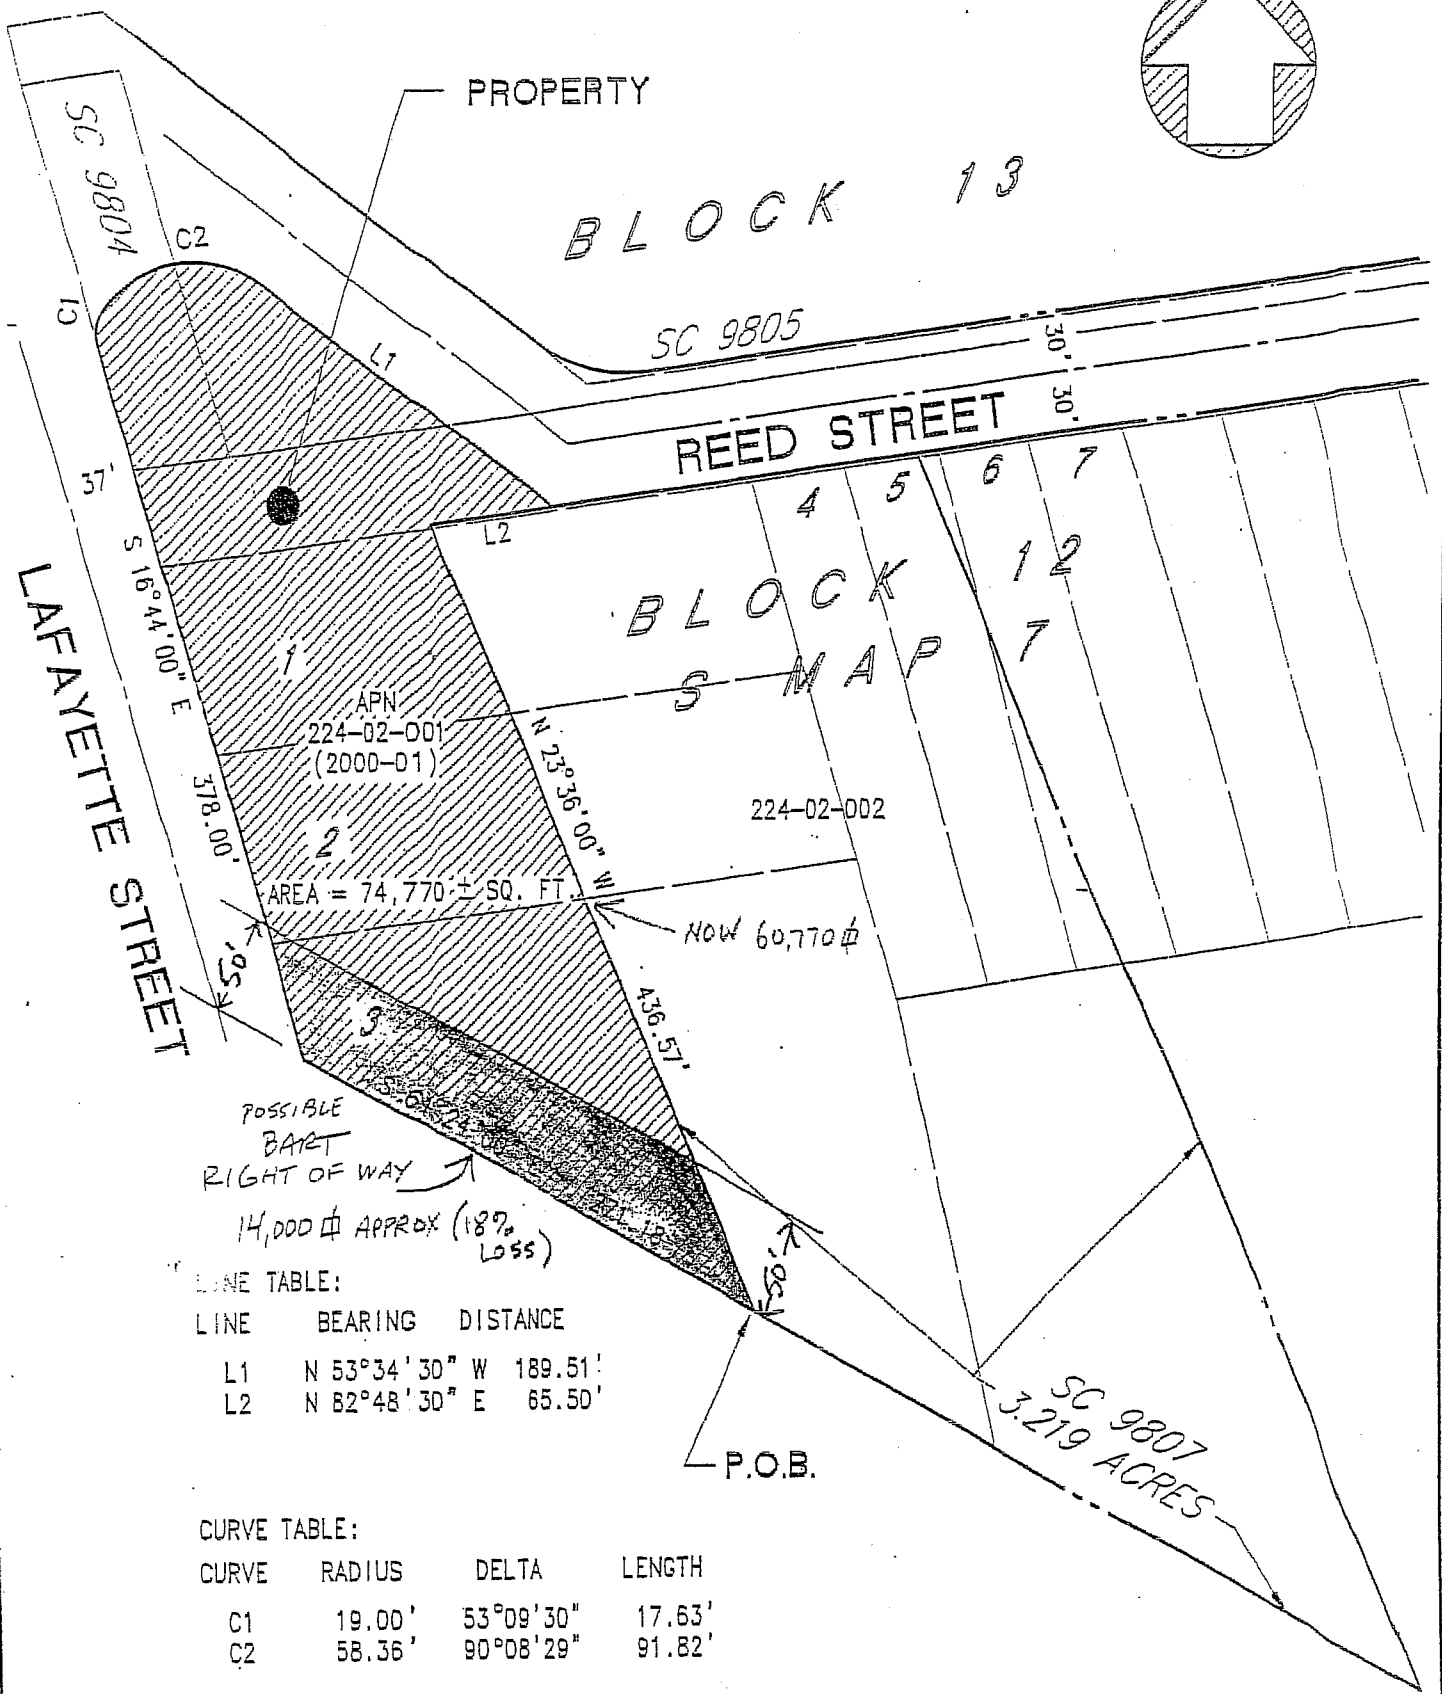 PROPERTY
SC 9804
BLOCK 13
C2
C1
L1
SC 9805
30'
30'
REED STREET
L2
37'
4 5 6 7
BLOCK 12
S MAP 7
LAFAYETTE STREET
S 16°44'00" E 378.00'
1
APN
224-02-001
(2000-01)
N 23°36'00" W 436.57'
224-02-002
2
AREA = 74,770 ± SQ. FT.
NOW 60,770
50'
3
POSSIBLE
BART
RIGHT OF WAY
14,000 APPROX (18%
LOSS)
50'
LINE TABLE:
LINE BEARING DISTANCE
L1 N 53°34'30" W 189.51'
L2 N 82°48'30" E 65.50'
SC 9807
3.219 ACRES
P.O.B.
CURVE TABLE:
CURVE RADIUS DELTA LENGTH
C1 19.00' 53°09'30" 17.63'
C2 58.36' 90°08'29" 91.82'